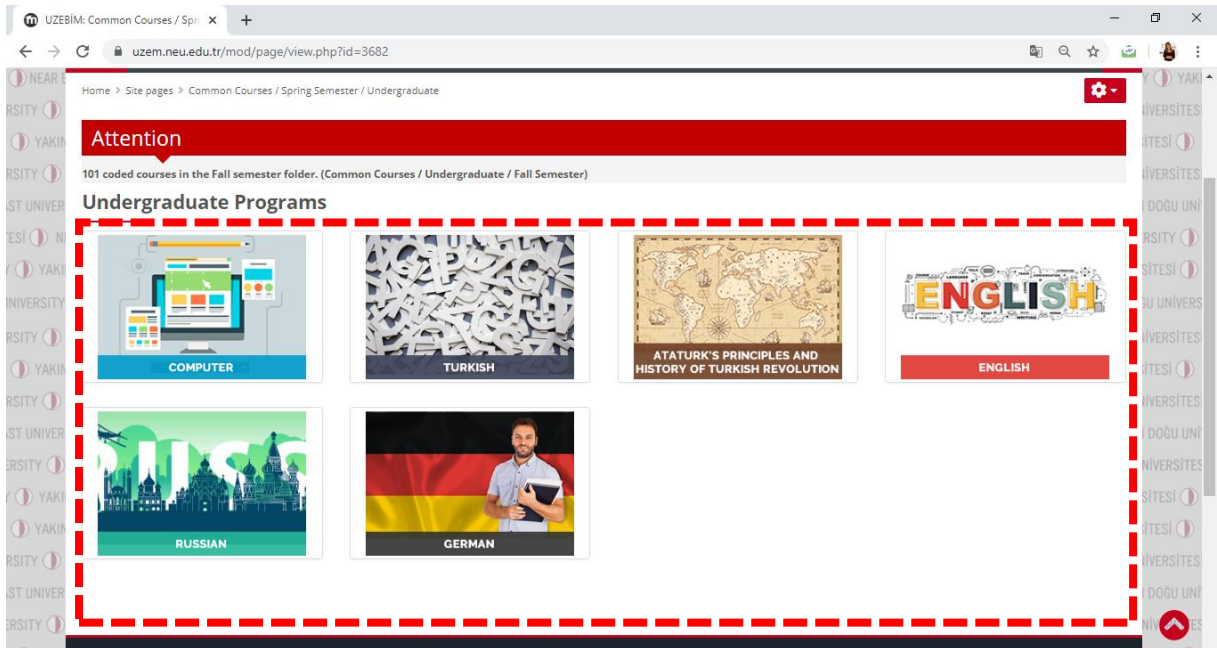 UZEBİM: Common Courses / Spri
uzem.neu.edu.tr/mod/page/view.php?id=3682
Home > Site pages > Common Courses / Spring Semester / Undergraduate
Attention
101 coded courses in the Fall semester folder. (Common Courses / Undergraduate / Fall Semester)
Undergraduate Programs
COMPUTER
TURKISH
ATATURK'S PRINCIPLES AND
HISTORY OF TURKISH REVOLUTION
ENGLISH
ENGLISH
RUSS
RUSSIAN
GERMAN